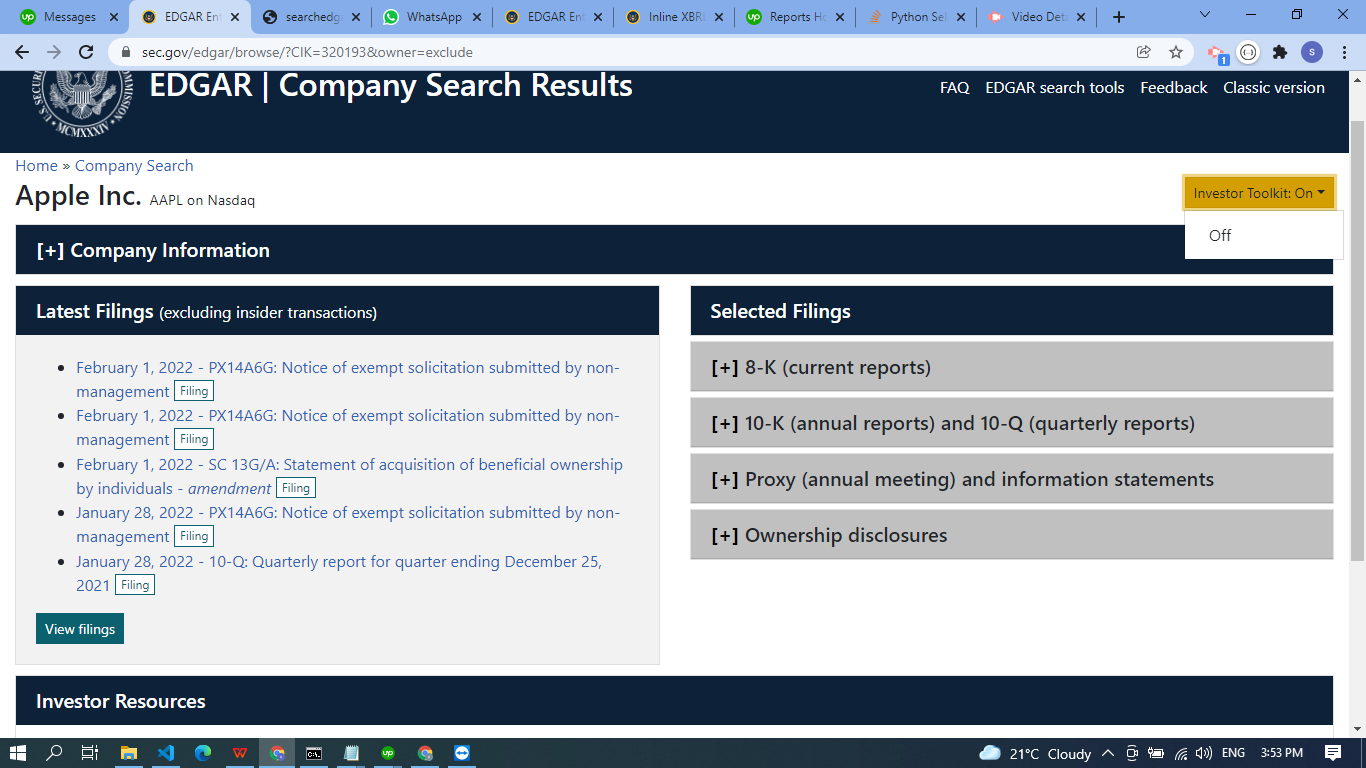 Messages
EDGAR Ent
searchedga
WhatsApp
EDGAR Ent
Inline XBRL
Reports Ho
Python Sel
Video Deta
sec.gov/edgar/browse/?CIK=320193&owner=exclude
1
S
EDGAR | Company Search Results
FAQ EDGAR search tools Feedback Classic version
MCMXXXIV
Home » Company Search
Apple Inc. AAPL on Nasdaq
Investor Toolkit: On
Off
[+] Company Information
Latest Filings (excluding insider transactions)
February 1, 2022 - PX14A6G: Notice of exempt solicitation submitted by non-
management Filing
February 1, 2022 - PX14A6G: Notice of exempt solicitation submitted by non-
management Filing
February 1, 2022 - SC 13G/A: Statement of acquisition of beneficial ownership
by individuals - amendment Filing
January 28, 2022 - PX14A6G: Notice of exempt solicitation submitted by non-
management Filing
January 28, 2022 - 10-Q: Quarterly report for quarter ending December 25,
2021 Filing
View filings
Selected Filings
[+] 8-K (current reports)
[+] 10-K (annual reports) and 10-Q (quarterly reports)
[+] Proxy (annual meeting) and information statements
[+] Ownership disclosures
Investor Resources
21°C Cloudy
ENG
3:53 PM